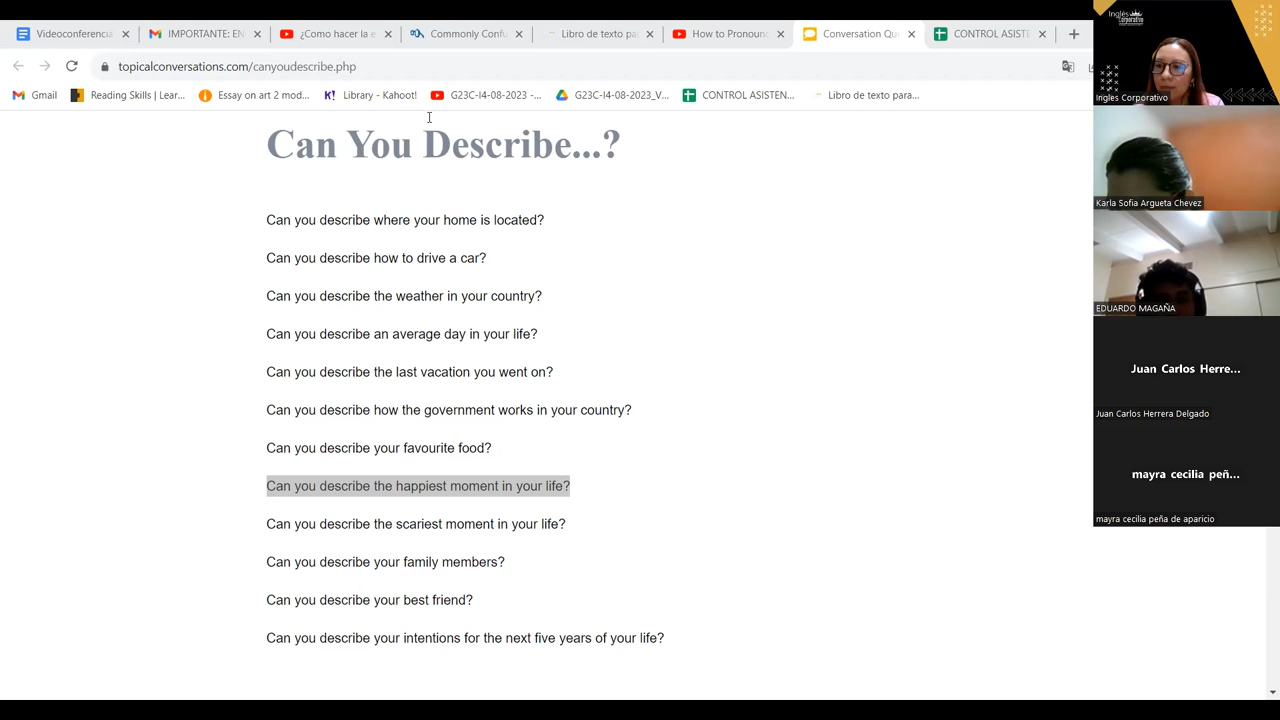 Videoconferencia
IMPORTANTE: EN
¿Como hacer la e
Commonly Confu
Libro de texto pa
How to Pronounc
Conversation Que
CONTROL ASISTE
topicalconversations.com/canyoudescribe.php
Gmail
Reading Skills | Lear...
Essay on art 2 mod...
Library - Kahoo
G23C-I4-08-2023 -...
G23C-I4-08-2023_V...
CONTROL ASISTEN...
Libro de texto para...
Can You Describe...?
Can you describe where your home is located?
Can you describe how to drive a car?
Can you describe the weather in your country?
Can you describe an average day in your life?
Can you describe the last vacation you went on?
Can you describe how the government works in your country?
Can you describe your favourite food?
Can you describe the happiest moment in your life?
Can you describe the scariest moment in your life?
Can you describe your family members?
Can you describe your best friend?
Can you describe your intentions for the next five years of your life?
Inglés
Corporativo
Ingles Corporativo
Karla Sofia Argueta Chevez
EDUARDO MAGAÑA
Juan Carlos Herre...
Juan Carlos Herrera Delgado
mayra cecilia peñ...
mayra cecilia peña de aparicio